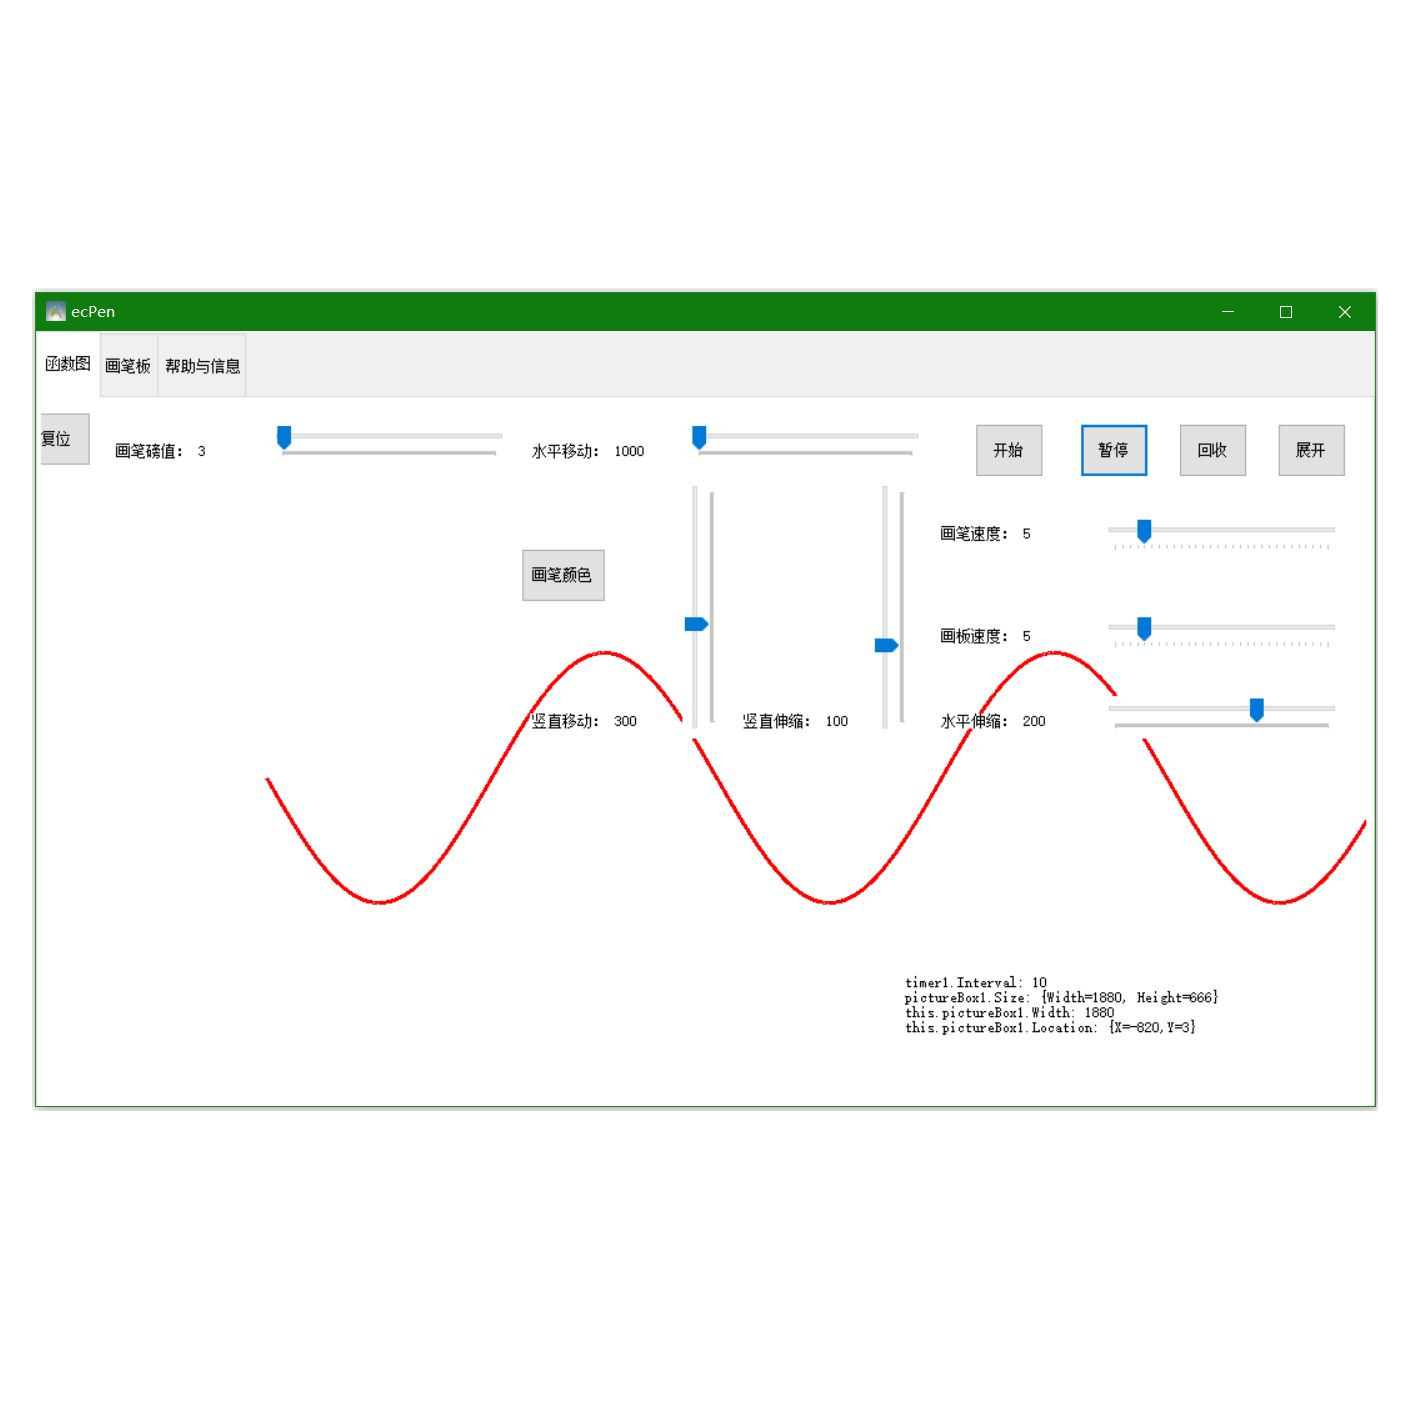 ecPen
函数图 画笔板 帮助与信息
复位
画笔磅值： 3
水平移动： 1000
开始 暂停 回收 展开
画笔速度： 5
画笔颜色
画板速度： 5
竖直移动： 300
竖直伸缩： 100
水平伸缩： 200
timer1.Interval: 10
pictureBox1.Size: {Width=1880, Height=666}
this.pictureBox1.Width: 1880
this.pictureBox1.Location: {X=-820,Y=3}